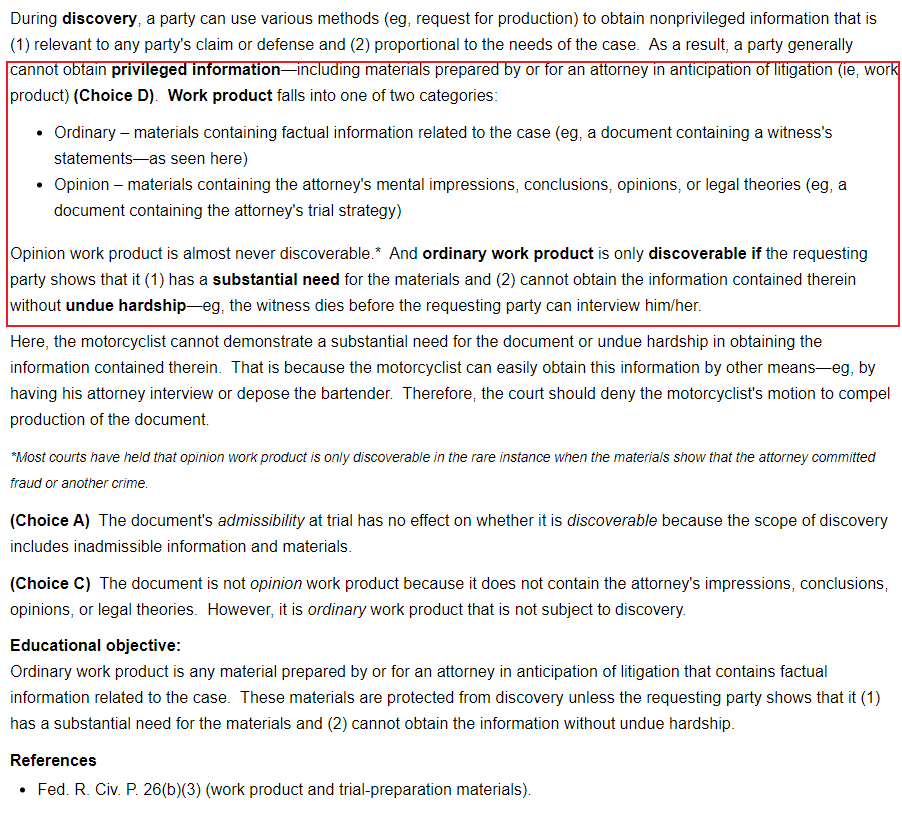 During discovery, a party can use various methods (eg, request for production) to obtain nonprivileged information that is
(1) relevant to any party's claim or defense and (2) proportional to the needs of the case.  As a result, a party generally
cannot obtain privileged information—including materials prepared by or for an attorney in anticipation of litigation (ie, work
product) (Choice D).  Work product falls into one of two categories:
• Ordinary – materials containing factual information related to the case (eg, a document containing a witness's
statements—as seen here)
• Opinion – materials containing the attorney's mental impressions, conclusions, opinions, or legal theories (eg, a
document containing the attorney's trial strategy)
Opinion work product is almost never discoverable.*  And ordinary work product is only discoverable if the requesting
party shows that it (1) has a substantial need for the materials and (2) cannot obtain the information contained therein
without undue hardship—eg, the witness dies before the requesting party can interview him/her.
Here, the motorcyclist cannot demonstrate a substantial need for the document or undue hardship in obtaining the
information contained therein.  That is because the motorcyclist can easily obtain this information by other means—eg, by
having his attorney interview or depose the bartender.  Therefore, the court should deny the motorcyclist's motion to compel
production of the document.
*Most courts have held that opinion work product is only discoverable in the rare instance when the materials show that the attorney committed
fraud or another crime.
(Choice A)  The document's admissibility at trial has no effect on whether it is discoverable because the scope of discovery
includes inadmissible information and materials.
(Choice C)  The document is not opinion work product because it does not contain the attorney's impressions, conclusions,
opinions, or legal theories.  However, it is ordinary work product that is not subject to discovery.
Educational objective:
Ordinary work product is any material prepared by or for an attorney in anticipation of litigation that contains factual
information related to the case.  These materials are protected from discovery unless the requesting party shows that it (1)
has a substantial need for the materials and (2) cannot obtain the information without undue hardship.
References
• Fed. R. Civ. P. 26(b)(3) (work product and trial-preparation materials).